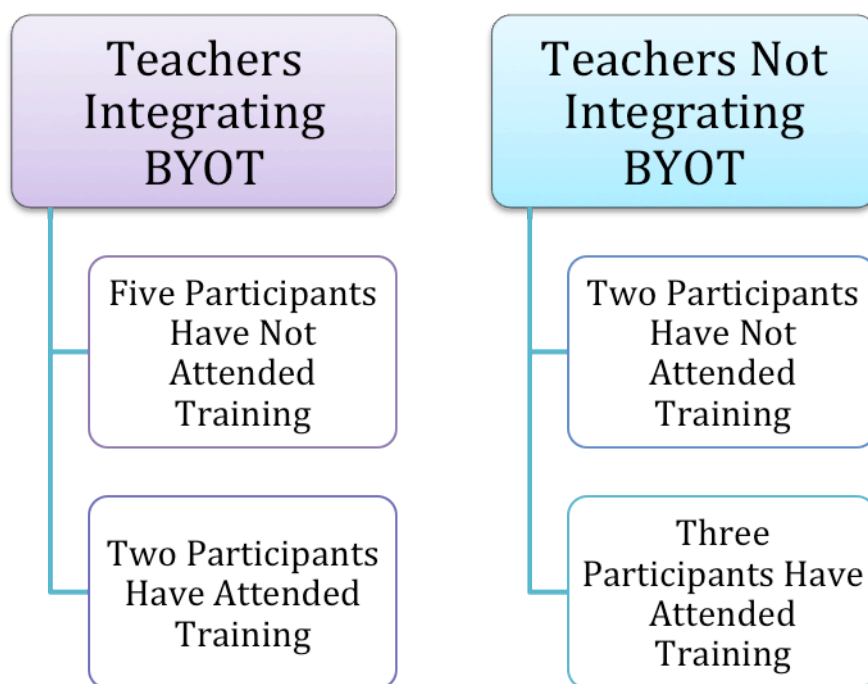 Teachers
Integrating
BYOT
Five Participants
Have Not
Attended
Training
Two Participants
Have Attended
Training
Teachers Not
Integrating
BYOT
Two Participants
Have Not
Attended
Training
Three
Participants Have
Attended
Training